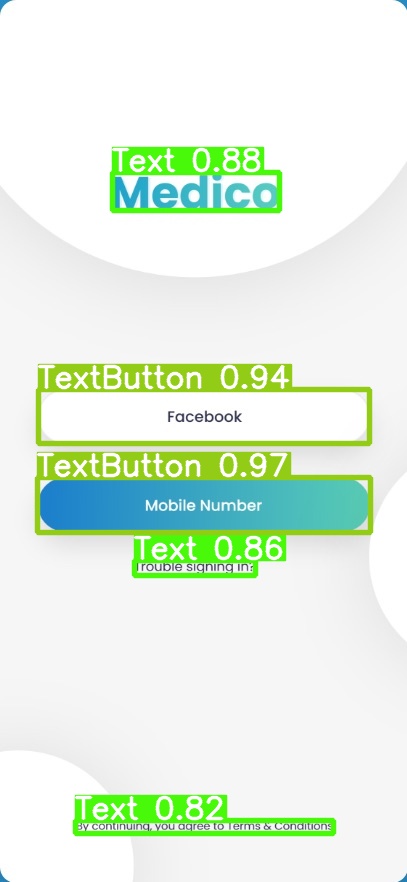 Text 0.88
Medico
TextButton 0.94
Facebook
TextButton 0.97
Mobile Number
Text 0.86
Trouble signing in?
Text 0.82
By continuing, you agree to Terms & Conditions